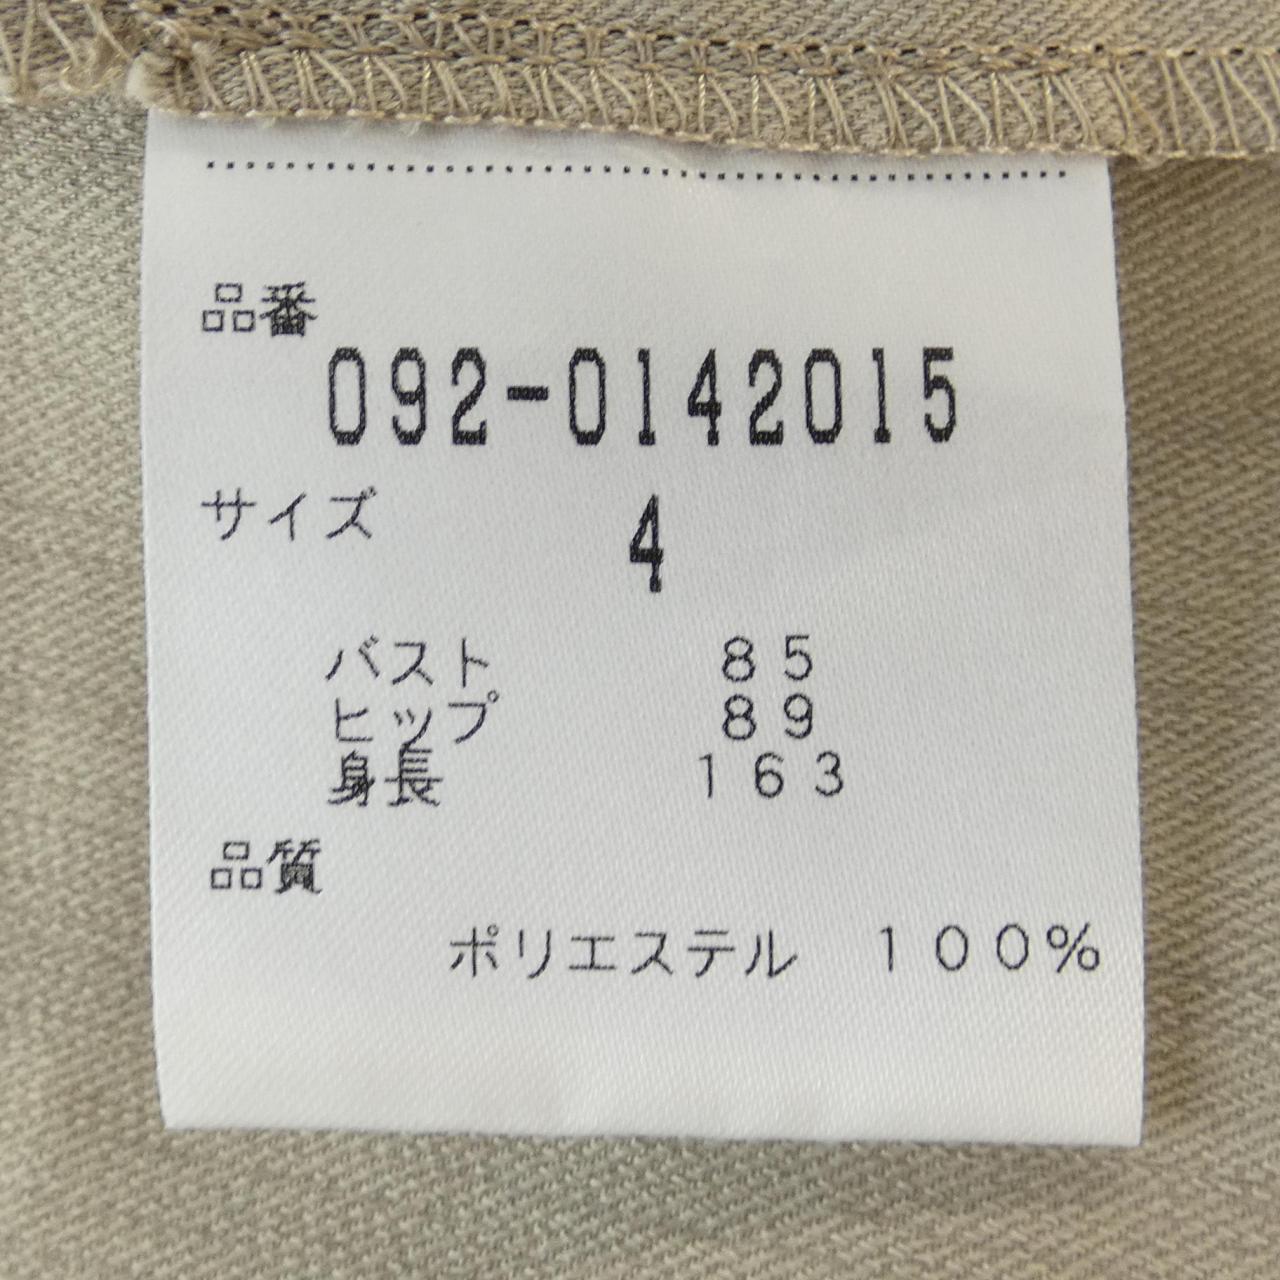 品番
092-0142015
サイズ 4
バスト 85
ヒップ 89
身長 163
品質
ポリエステル 100%